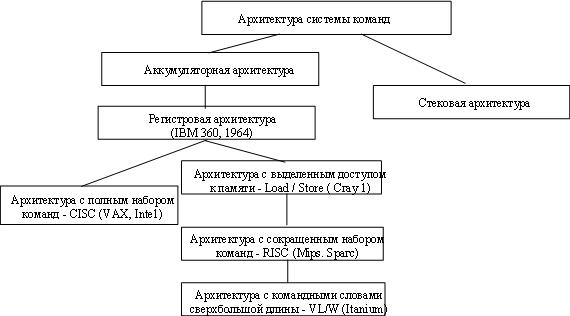 Архитектура системы команд
Аккумуляторная архитектура
Стековая архитектура
Регистровая архитектура
(IBM 360, 1964)
Архитектура с выделенным доступом
к памяти - Load / Store ( Cray 1)
Архитектура с полным набором
команд - CISC (VAX, Intel)
Архитектура с сокращенным набором
команд - RISC (Mips. Sparc)
Архитектура с командными словами
сверхбольшой длины - VL/W (Itanium)